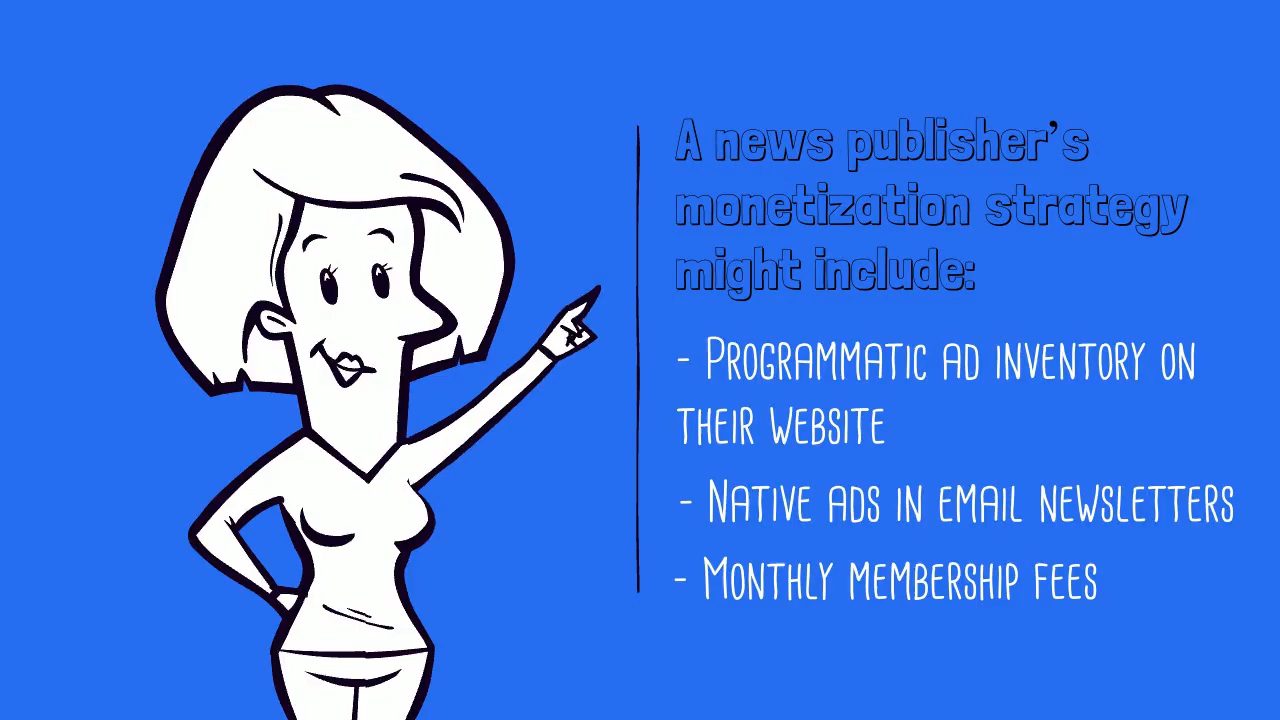 A news publisher’s
monetization strategy
might include:
- Programmatic ad inventory on
their website
- Native ads in email newsletters
- Monthly membership fees